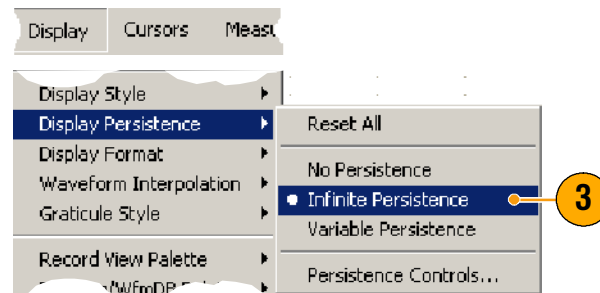 Display Cursors
Display Style
Display Persistence
Display Format
Waveform Interpolation
Graticule Style
Record View Palette
Reset All
No Persistence
Infinite Persistence
Variable Persistence
Persistence Controls...
3